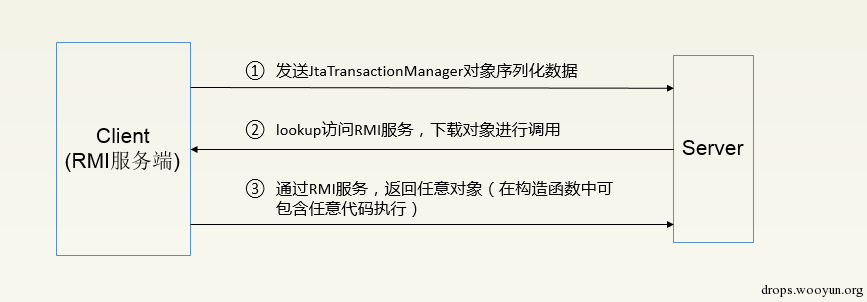 ① 发送JtaTransactionManager对象序列化数据
Client
(RMI服务端)
② lookup访问RMI服务，下载对象进行调用
Server
③ 通过RMI服务，返回任意对象（在构造函数中可
包含任意代码执行）
drops.wooyun.org